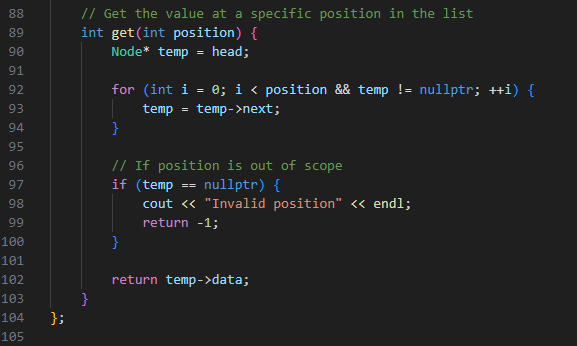 88 // Get the value at a specific position in the list
89 int get(int position) {
90 Node* temp = head;
91
92 for (int i = 0; i < position && temp != nullptr; ++i) {
93 temp = temp->next;
94 }
95
96 // If position is out of scope
97 if (temp == nullptr) {
98 cout << "Invalid position" << endl;
99 return -1;
100 }
101
102 return temp->data;
103 }
104 };
105